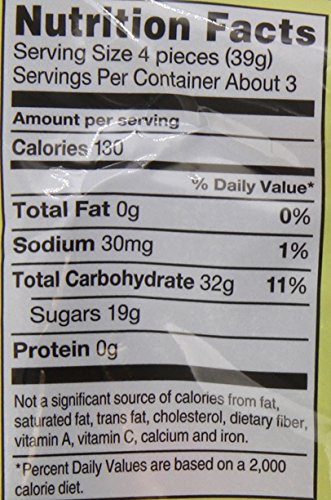 Nutrition Facts
Serving Size 4 pieces (39g)
Servings Per Container About 3
Amount per serving
Calories 130
% Daily Value*
Total Fat 0g 0%
Sodium 30mg 1%
Total Carbohydrate 32g 11%
Sugars 19g
Protein 0g
Not a significant source of calories from fat,
saturated fat, trans fat, cholesterol, dietary fiber,
vitamin A, vitamin C, calcium and iron.
*Percent Daily Values are based on a 2,000
calorie diet.